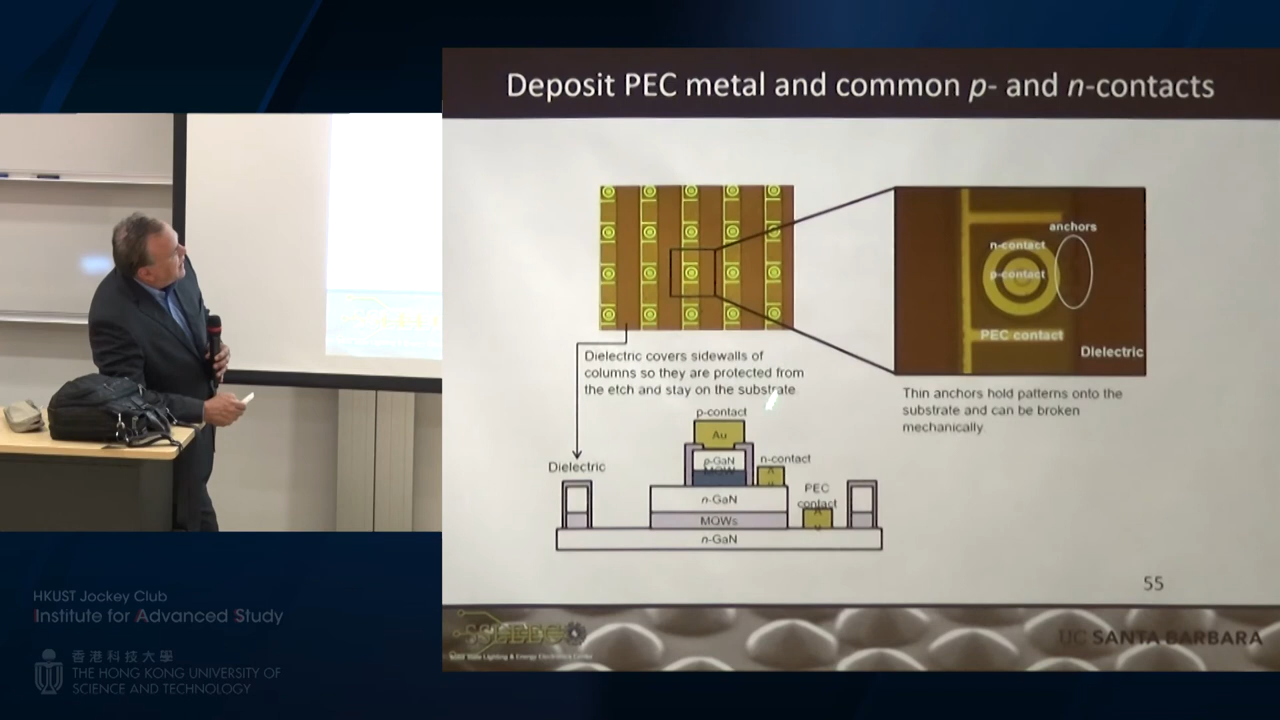 Deposit PEC metal and common p- and n-contacts
anchors
n-contact
p-contact
PEC contact
Dielectric
Dielectric covers sidewalls of
columns so they are protected from
the etch and stay on the substrate
Thin anchors hold patterns onto the
substrate and can be broken
mechanically
p-contact
Au
Dielectric
p-GaN
MQW
n-contact
n-GaN
PEC
contact
MQWs
n-GaN
55
SSLEEC
UC SANTA BARBARA
HKUST Jockey Club
Institute for Advanced Study
香港科技大學
THE HONG KONG UNIVERSITY OF
SCIENCE AND TECHNOLOGY